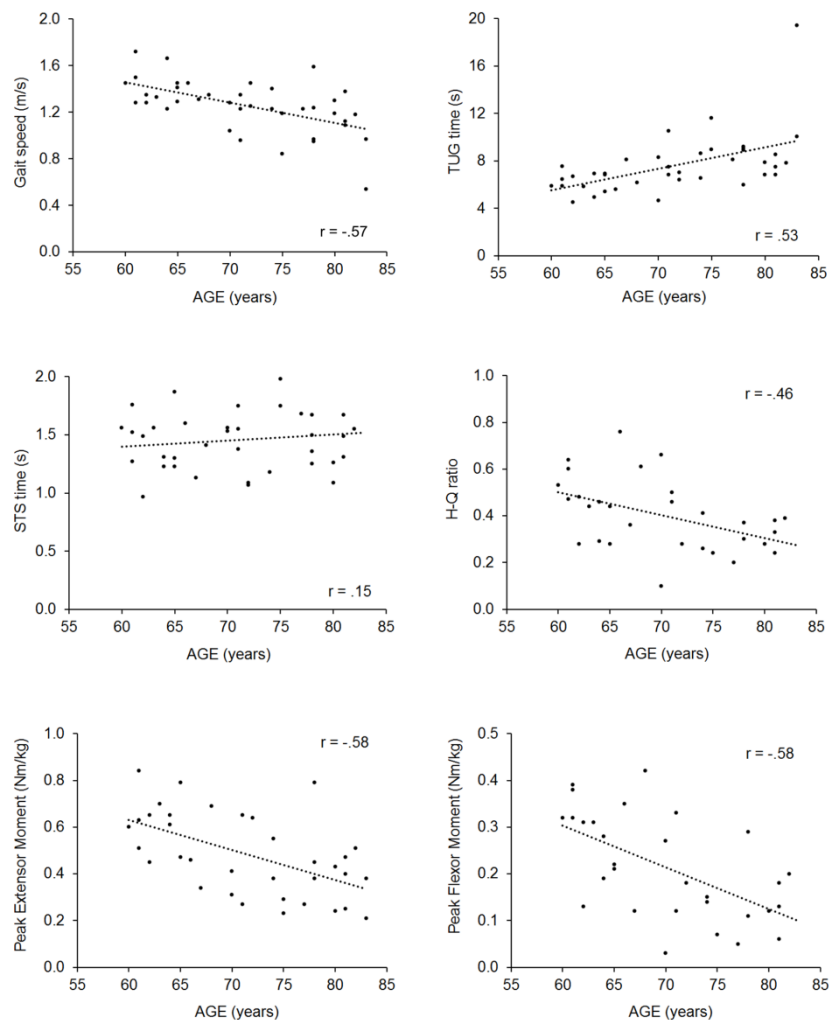 2.0
1.6
1.2
0.8
0.4
0.0
Gait speed (m/s)
r = -.57
55 60 65 70 75 80 85
AGE (years)
20
16
12
8
4
0
TUG time (s)
r = .53
55 60 65 70 75 80 85
AGE (years)
2.0
1.5
1.0
0.5
0.0
STS time (s)
r = .15
55 60 65 70 75 80 85
AGE (years)
1.0
0.8
0.6
0.4
0.2
0.0
H-Q ratio
r = -.46
55 60 65 70 75 80 85
AGE (years)
1.0
0.8
0.6
0.4
0.2
0.0
Peak Extensor Moment (Nm/kg)
r = -.58
55 60 65 70 75 80 85
AGE (years)
0.5
0.4
0.3
0.2
0.1
0.0
Peak Flexor Moment (Nm/kg)
r = -.58
55 60 65 70 75 80 85
AGE (years)